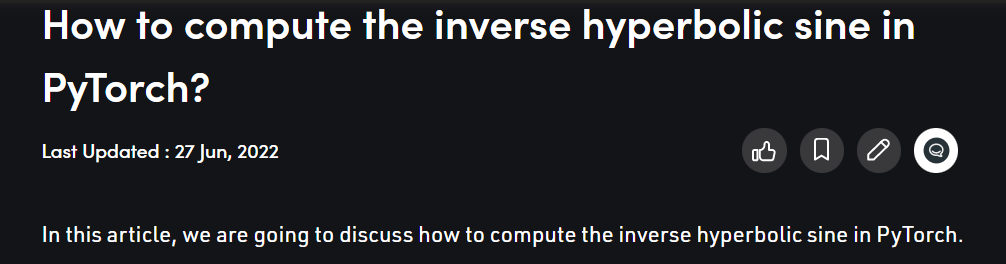 How to compute the inverse hyperbolic sine in
PyTorch?
Last Updated : 27 Jun, 2022
In this article, we are going to discuss how to compute the inverse hyperbolic sine in PyTorch.